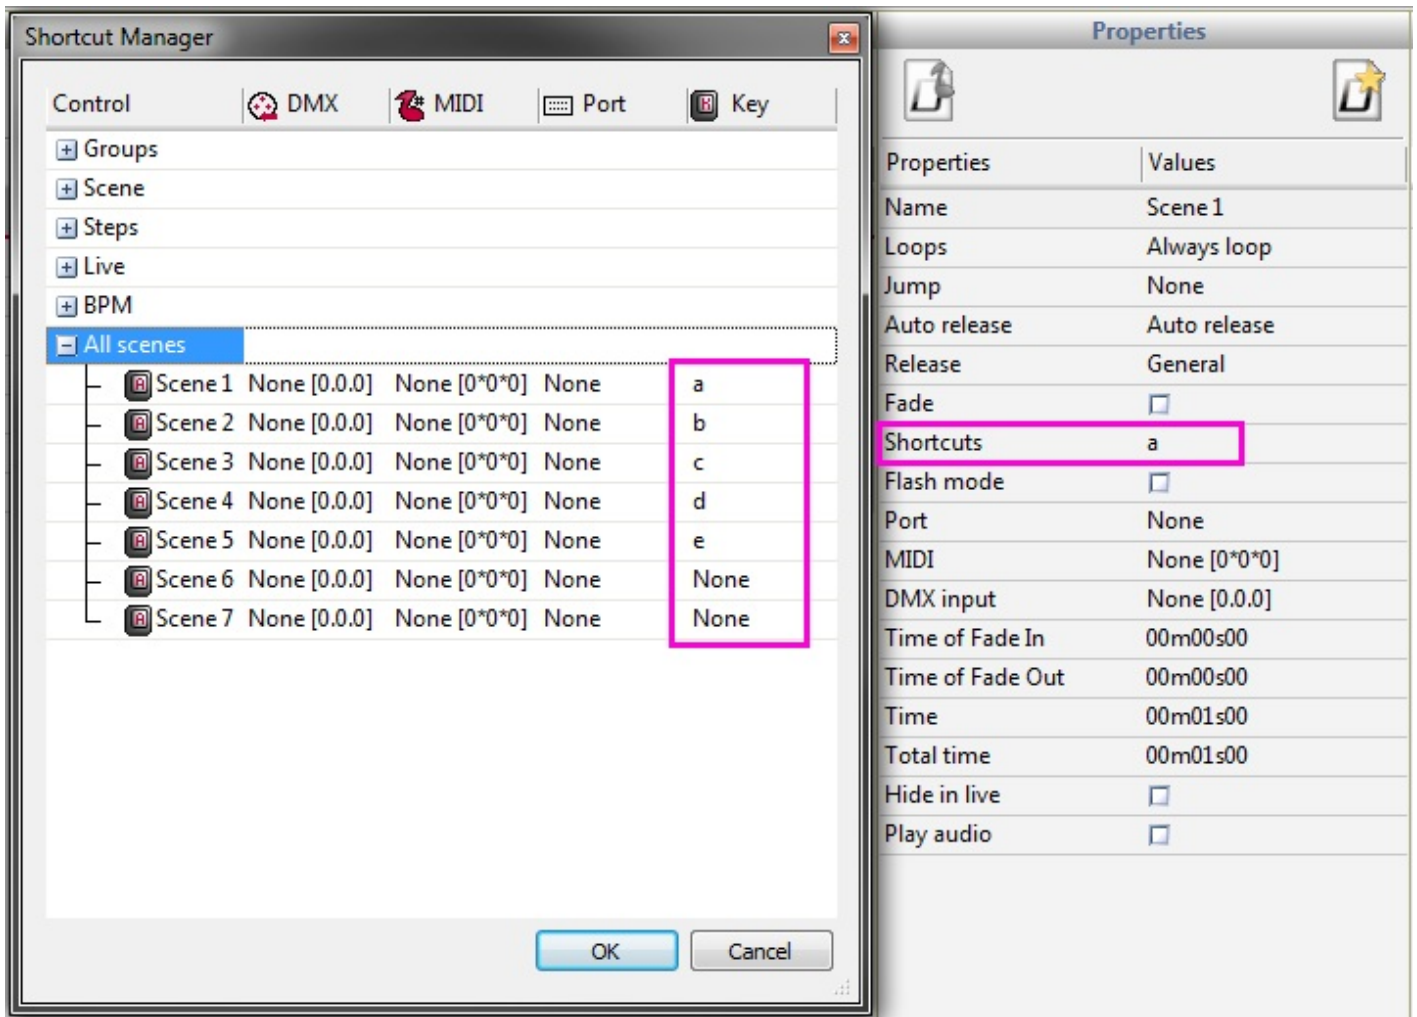 Shortcut Manager
Control DMX MIDI Port Key
Groups
Scene
Steps
Live
BPM
All scenes
Scene 1 None [0.0.0] None [0*0*0] None a
Scene 2 None [0.0.0] None [0*0*0] None b
Scene 3 None [0.0.0] None [0*0*0] None c
Scene 4 None [0.0.0] None [0*0*0] None d
Scene 5 None [0.0.0] None [0*0*0] None e
Scene 6 None [0.0.0] None [0*0*0] None None
Scene 7 None [0.0.0] None [0*0*0] None None
OK Cancel
Properties
Properties Values
Name Scene 1
Loops Always loop
Jump None
Auto release Auto release
Release General
Fade
Shortcuts a
Flash mode
Port None
MIDI None [0*0*0]
DMX input None [0.0.0]
Time of Fade In 00m00s00
Time of Fade Out 00m00s00
Time 00m01s00
Total time 00m01s00
Hide in live
Play audio